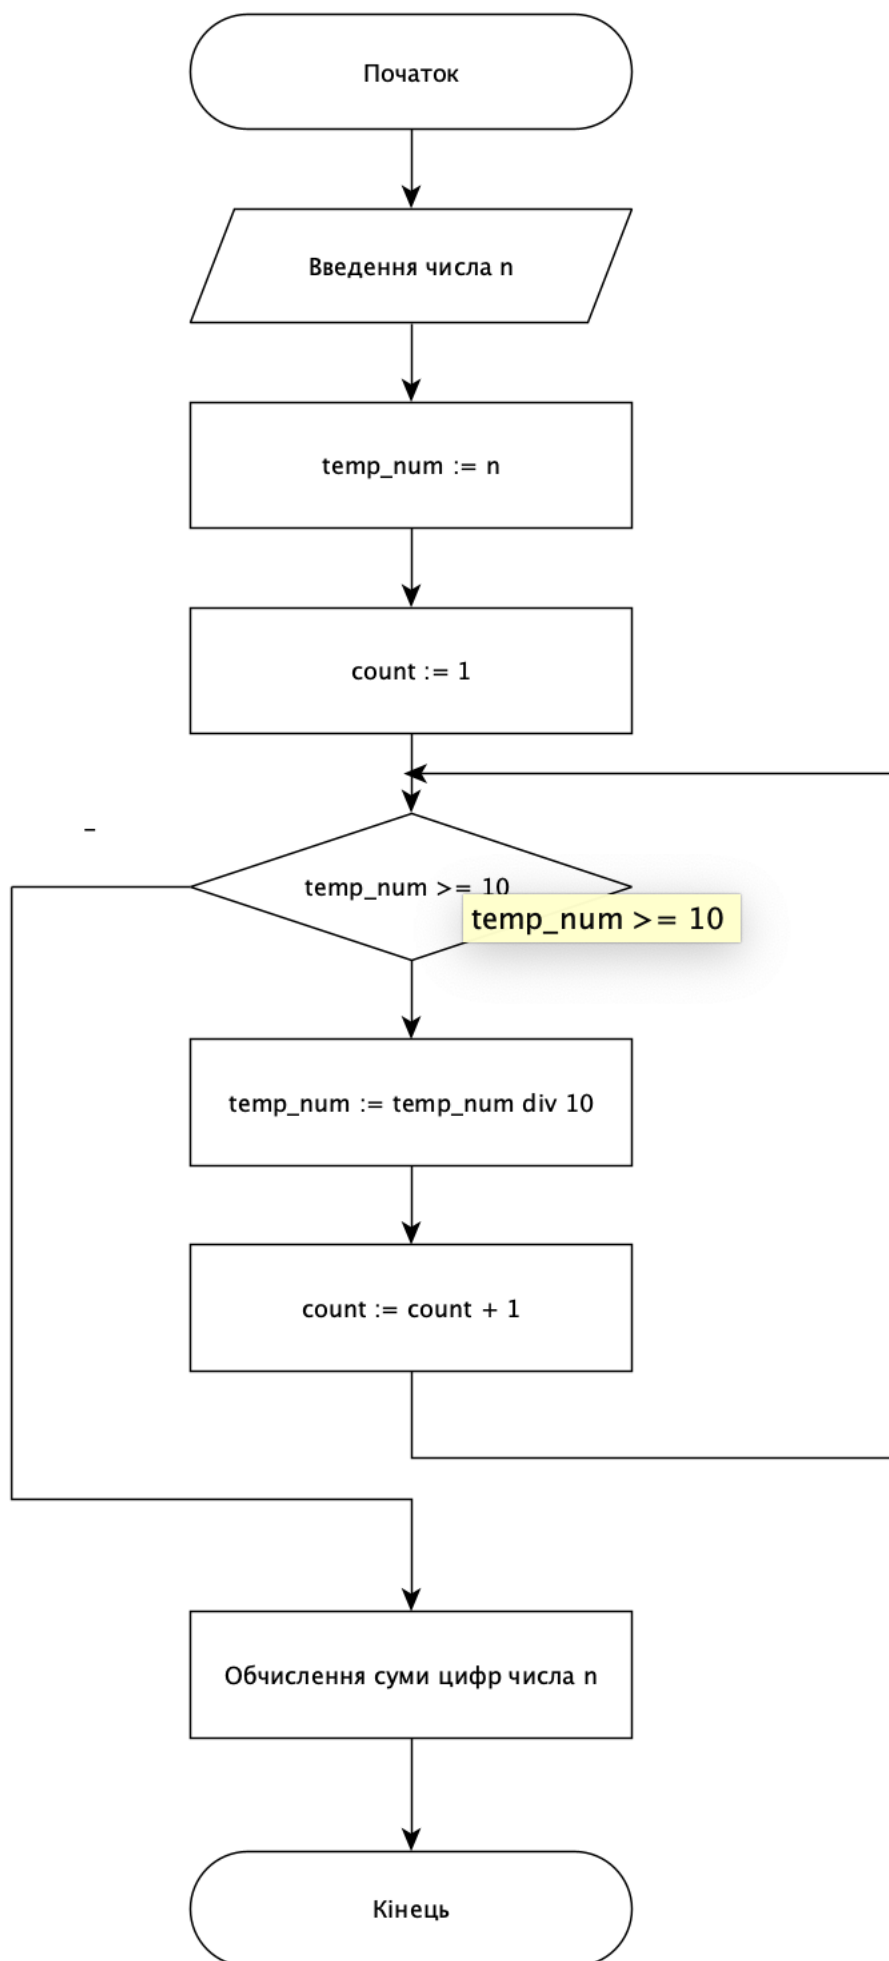 Початок
Введення числа n
temp_num := n
count := 1
–
temp_num >= 10
temp_num >= 10
temp_num := temp_num div 10
count := count + 1
Обчислення суми цифр числа n
Кінець